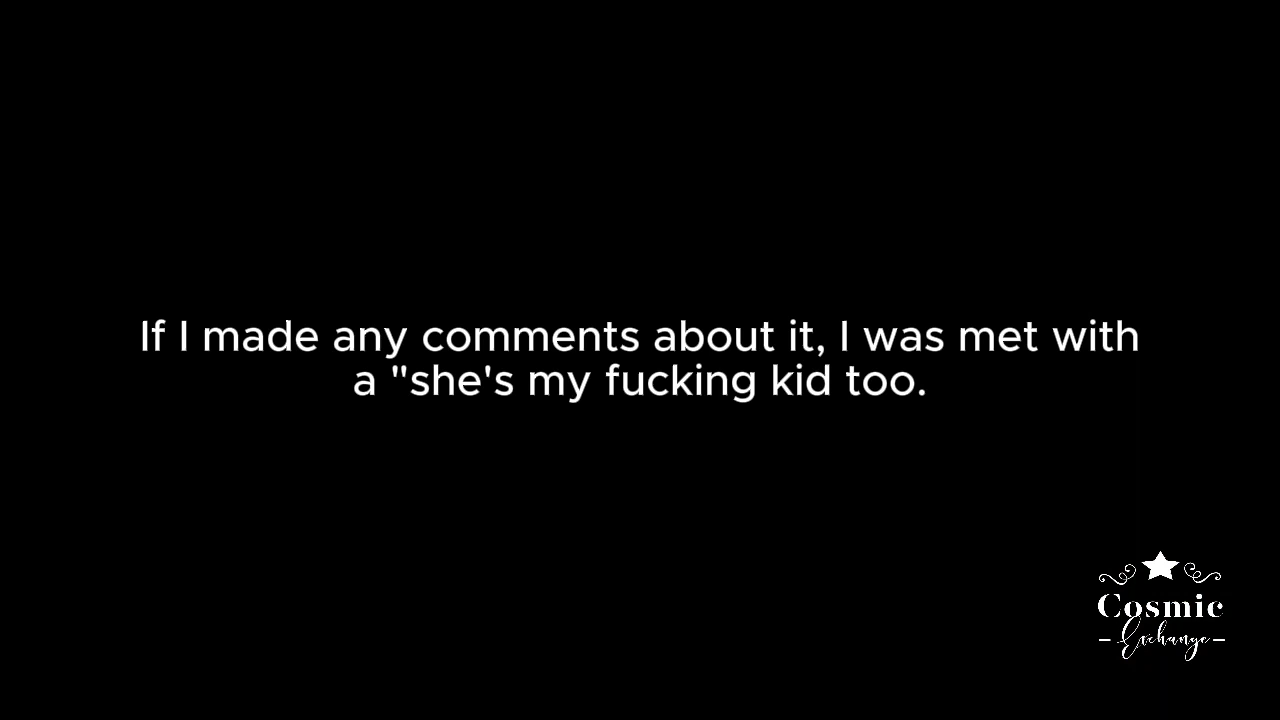 If I made any comments about it, I was met with
a "she's my fucking kid too.
Cosmic
Exchange